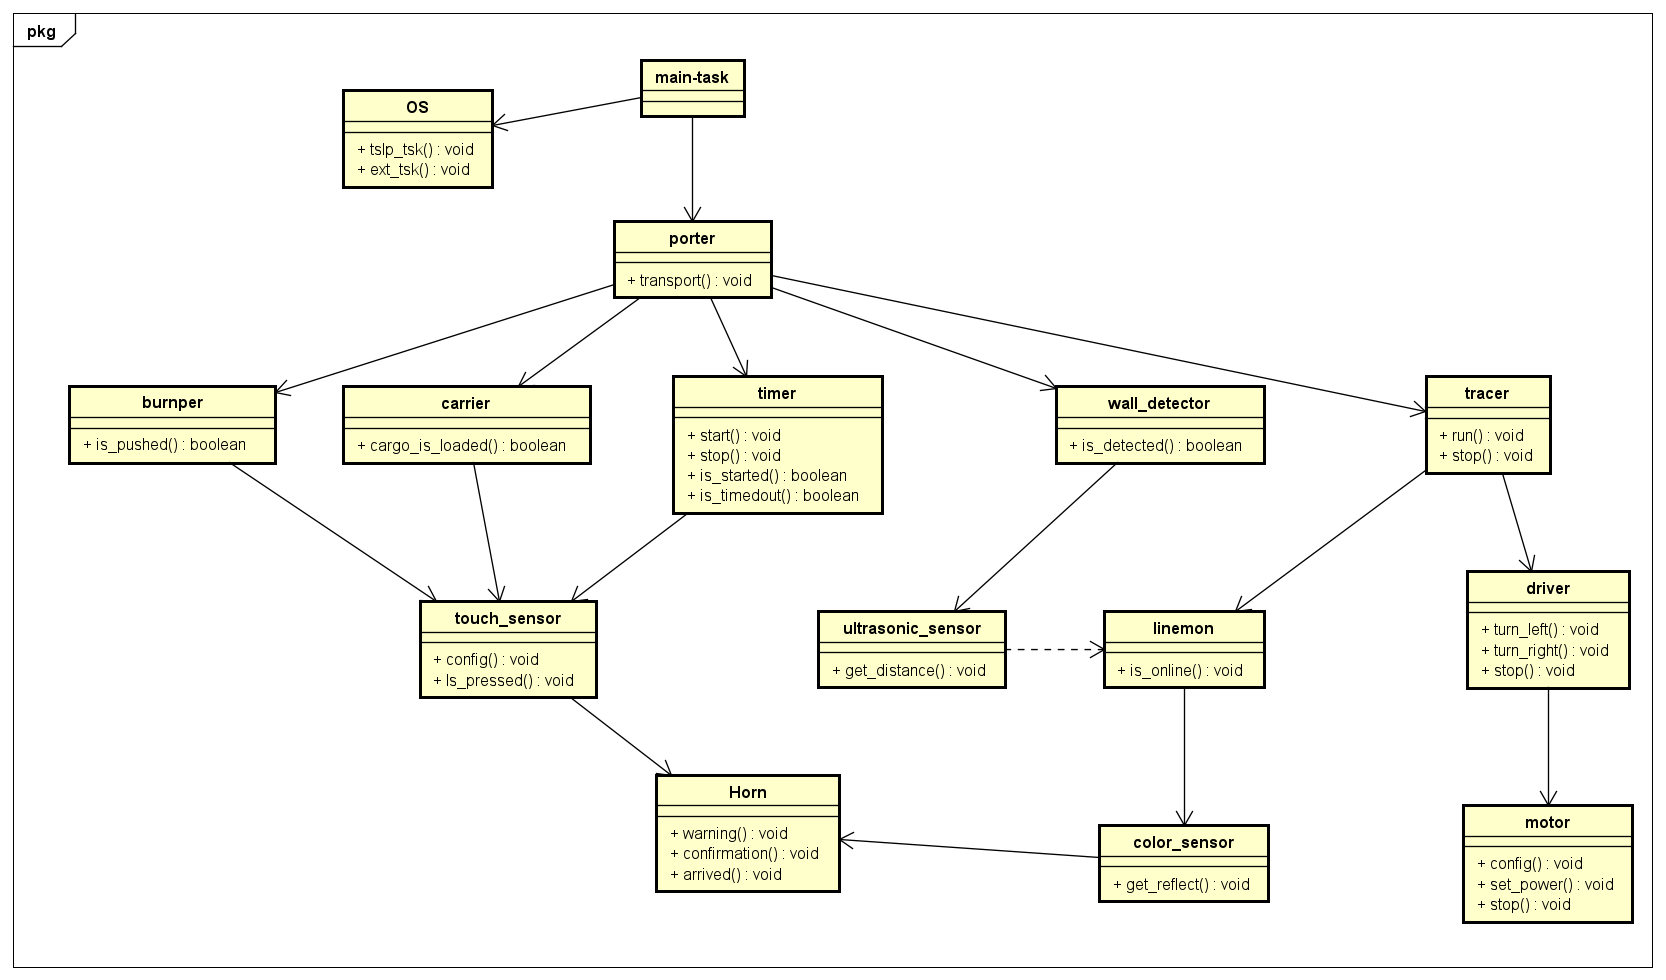 pkg
main-task
OS
+ tslp_tsk() : void
+ ext_tsk() : void
porter
+ transport() : void
burnper
+ is_pushed() : boolean
carrier
+ cargo_is_loaded() : boolean
timer
+ start() : void
+ stop() : void
+ is_started() : boolean
+ is_timedout() : boolean
wall_detector
+ is_detected() : boolean
tracer
+ run() : void
+ stop() : void
touch_sensor
+ config() : void
+ Is_pressed() : void
ultrasonic_sensor
+ get_distance() : void
linemon
+ is_online() : void
driver
+ turn_left() : void
+ turn_right() : void
+ stop() : void
Horn
+ warning() : void
+ confirmation() : void
+ arrived() : void
color_sensor
+ get_reflect() : void
motor
+ config() : void
+ set_power() : void
+ stop() : void